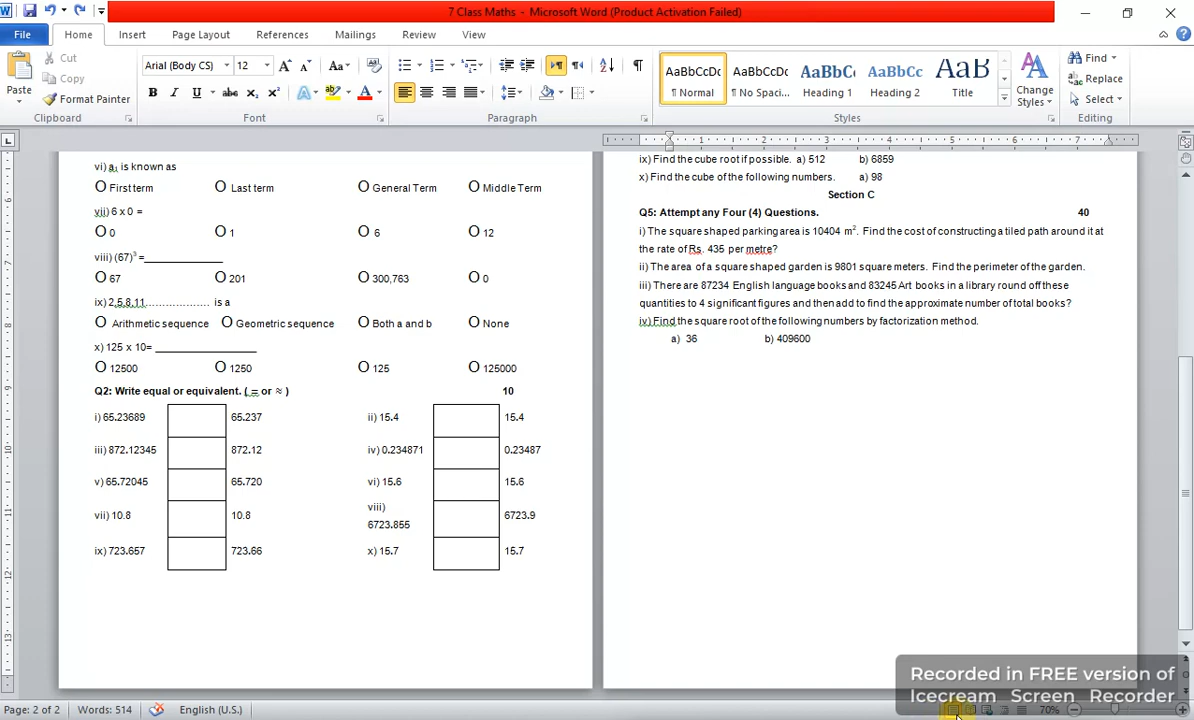 7 Class Maths - Microsoft Word (Product Activation Failed)
File Home Insert Page Layout References Mailings Review View
Cut
Copy
Format Painter
Paste
Clipboard
Arial (Body CS) 12
Font
Paragraph
AaBbCcDc AaBbCcDc AaBbC AaBbCc AaB
¶ Normal ¶ No Spaci... Heading 1 Heading 2 Title
Change Styles
Styles
Find
Replace
Select
Editing
vi) a₁ is known as
O First term O Last term O General Term O Middle Term
vii) 6 x 0 =
O 0 O 1 O 6 O 12
viii) (67)³ =____________
O 67 O 201 O 300,763 O 0
ix) 2,5,8,11..................... is a
O Arithmetic sequence O Geometric sequence O Both a and b O None
x) 125 x 10= ________________
O 12500 O 1250 O 125 O 125000
Q2: Write equal or equivalent. ( = or ≈ ) 10
i) 65.23689 65.237 ii) 15.4 15.4
iii) 872.12345 872.12 iv) 0.234871 0.23487
v) 65.72045 65.720 vi) 15.6 15.6
vii) 10.8 10.8 viii) 6723.855 6723.9
ix) 723.657 723.66 x) 15.7 15.7
ix) Find the cube root if possible. a) 512 b) 6859
x) Find the cube of the following numbers. a) 98
Section C
Q5: Attempt any Four (4) Questions. 40
i) The square shaped parking area is 10404 m². Find the cost of constructing a tiled path around it at
the rate of Rs. 435 per metre?
ii) The area of a square shaped garden is 9801 square meters. Find the perimeter of the garden.
iii) There are 87234 English language books and 83245 Art books in a library round off these
quantities to 4 significant figures and then add to find the approximate number of total books?
iv) Find the square root of the following numbers by factorization method.
a) 36 b) 409600
Recorded in FREE version of
Icecream Screen Recorder
Page: 2 of 2 Words: 514 English (U.S.) 70%